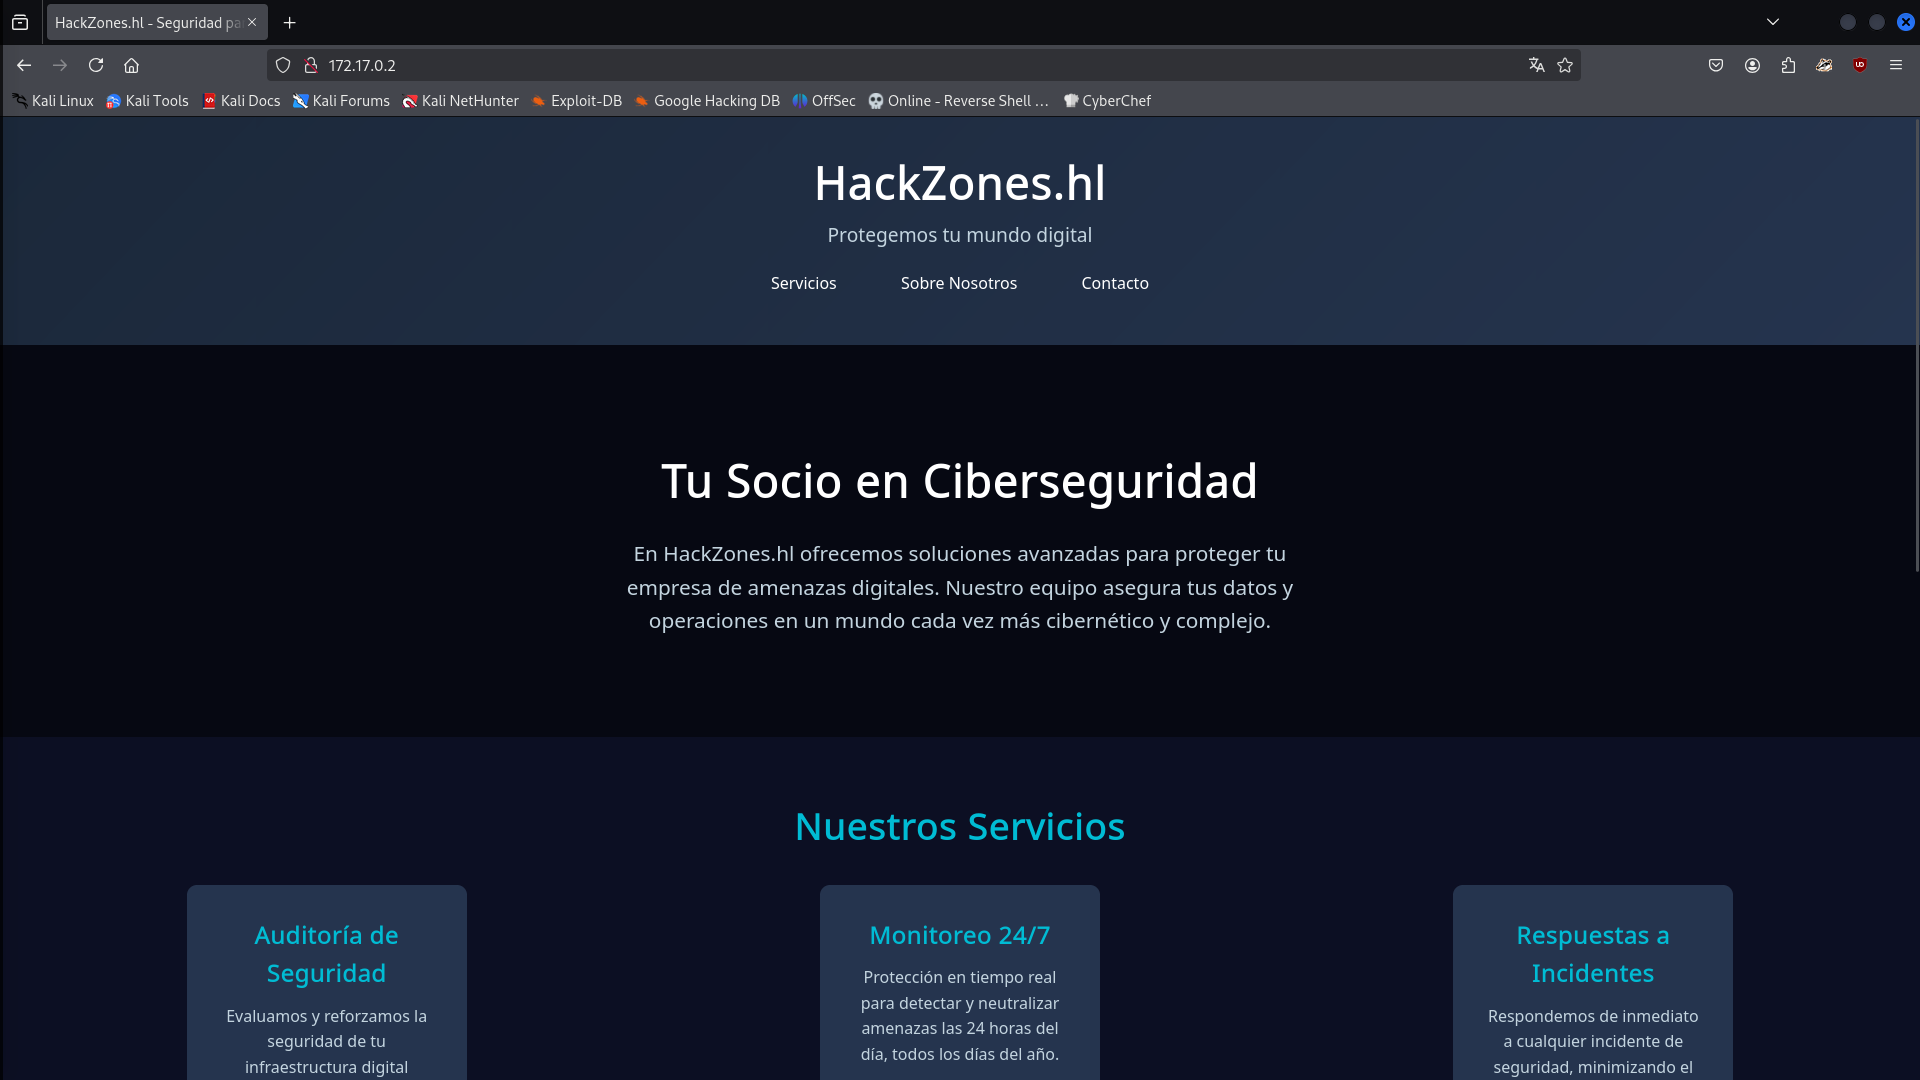 HackZones.hl - Seguridad pa
172.17.0.2
Kali Linux Kali Tools Kali Docs Kali Forums Kali NetHunter Exploit-DB Google Hacking DB OffSec Online - Reverse Shell ... CyberChef
HackZones.hl
Protegemos tu mundo digital
Servicios Sobre Nosotros Contacto
Tu Socio en Ciberseguridad
En HackZones.hl ofrecemos soluciones avanzadas para proteger tu
empresa de amenazas digitales. Nuestro equipo asegura tus datos y
operaciones en un mundo cada vez más cibernético y complejo.
Nuestros Servicios
Auditoría de
Seguridad
Evaluamos y reforzamos la
seguridad de tu
infraestructura digital
Monitoreo 24/7
Protección en tiempo real
para detectar y neutralizar
amenazas las 24 horas del
día, todos los días del año.
Respuestas a
Incidentes
Respondemos de inmediato
a cualquier incidente de
seguridad, minimizando el